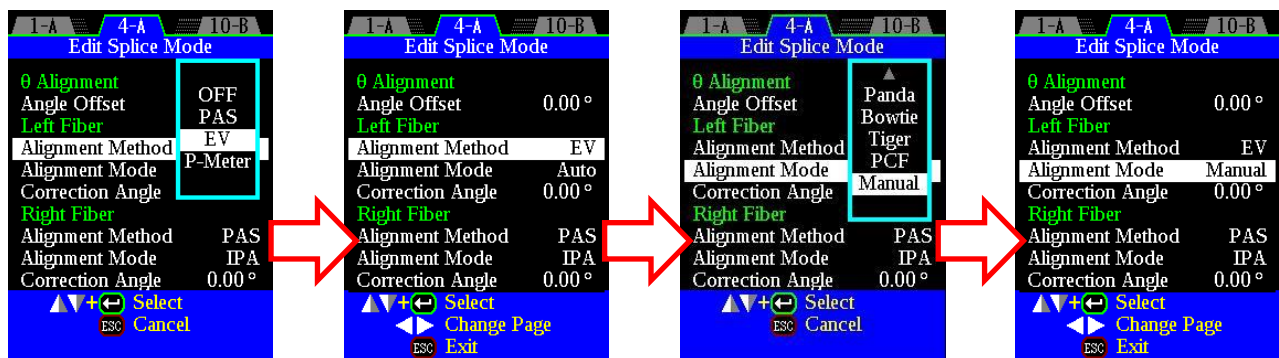 1-A 4-A 10-B
Edit Splice Mode
θ Alignment
Angle Offset
Left Fiber
Alignment Method
Alignment Mode
Correction Angle
OFF
PAS
EV
P-Meter
Right Fiber
Alignment Method PAS
Alignment Mode IPA
Correction Angle 0.00 °
+ Select
ESC Cancel
1-A 4-A 10-B
Edit Splice Mode
θ Alignment
Angle Offset 0.00 °
Left Fiber
Alignment Method EV
Alignment Mode Auto
Correction Angle 0.00 °
Right Fiber
Alignment Method PAS
Alignment Mode IPA
Correction Angle 0.00 °
+ Select
Change Page
ESC Exit
1-A 4-A 10-B
Edit Splice Mode
θ Alignment
Angle Offset
Left Fiber
Alignment Method
Alignment Mode
Correction Angle
Panda
Bowtie
Tiger
PCF
Manual
Right Fiber
Alignment Method PAS
Alignment Mode IPA
Correction Angle 0.00 °
+ Select
ESC Cancel
1-A 4-A 10-B
Edit Splice Mode
θ Alignment
Angle Offset 0.00 °
Left Fiber
Alignment Method EV
Alignment Mode Manual
Correction Angle 0.00 °
Right Fiber
Alignment Method PAS
Alignment Mode IPA
Correction Angle 0.00 °
+ Select
Change Page
ESC Exit